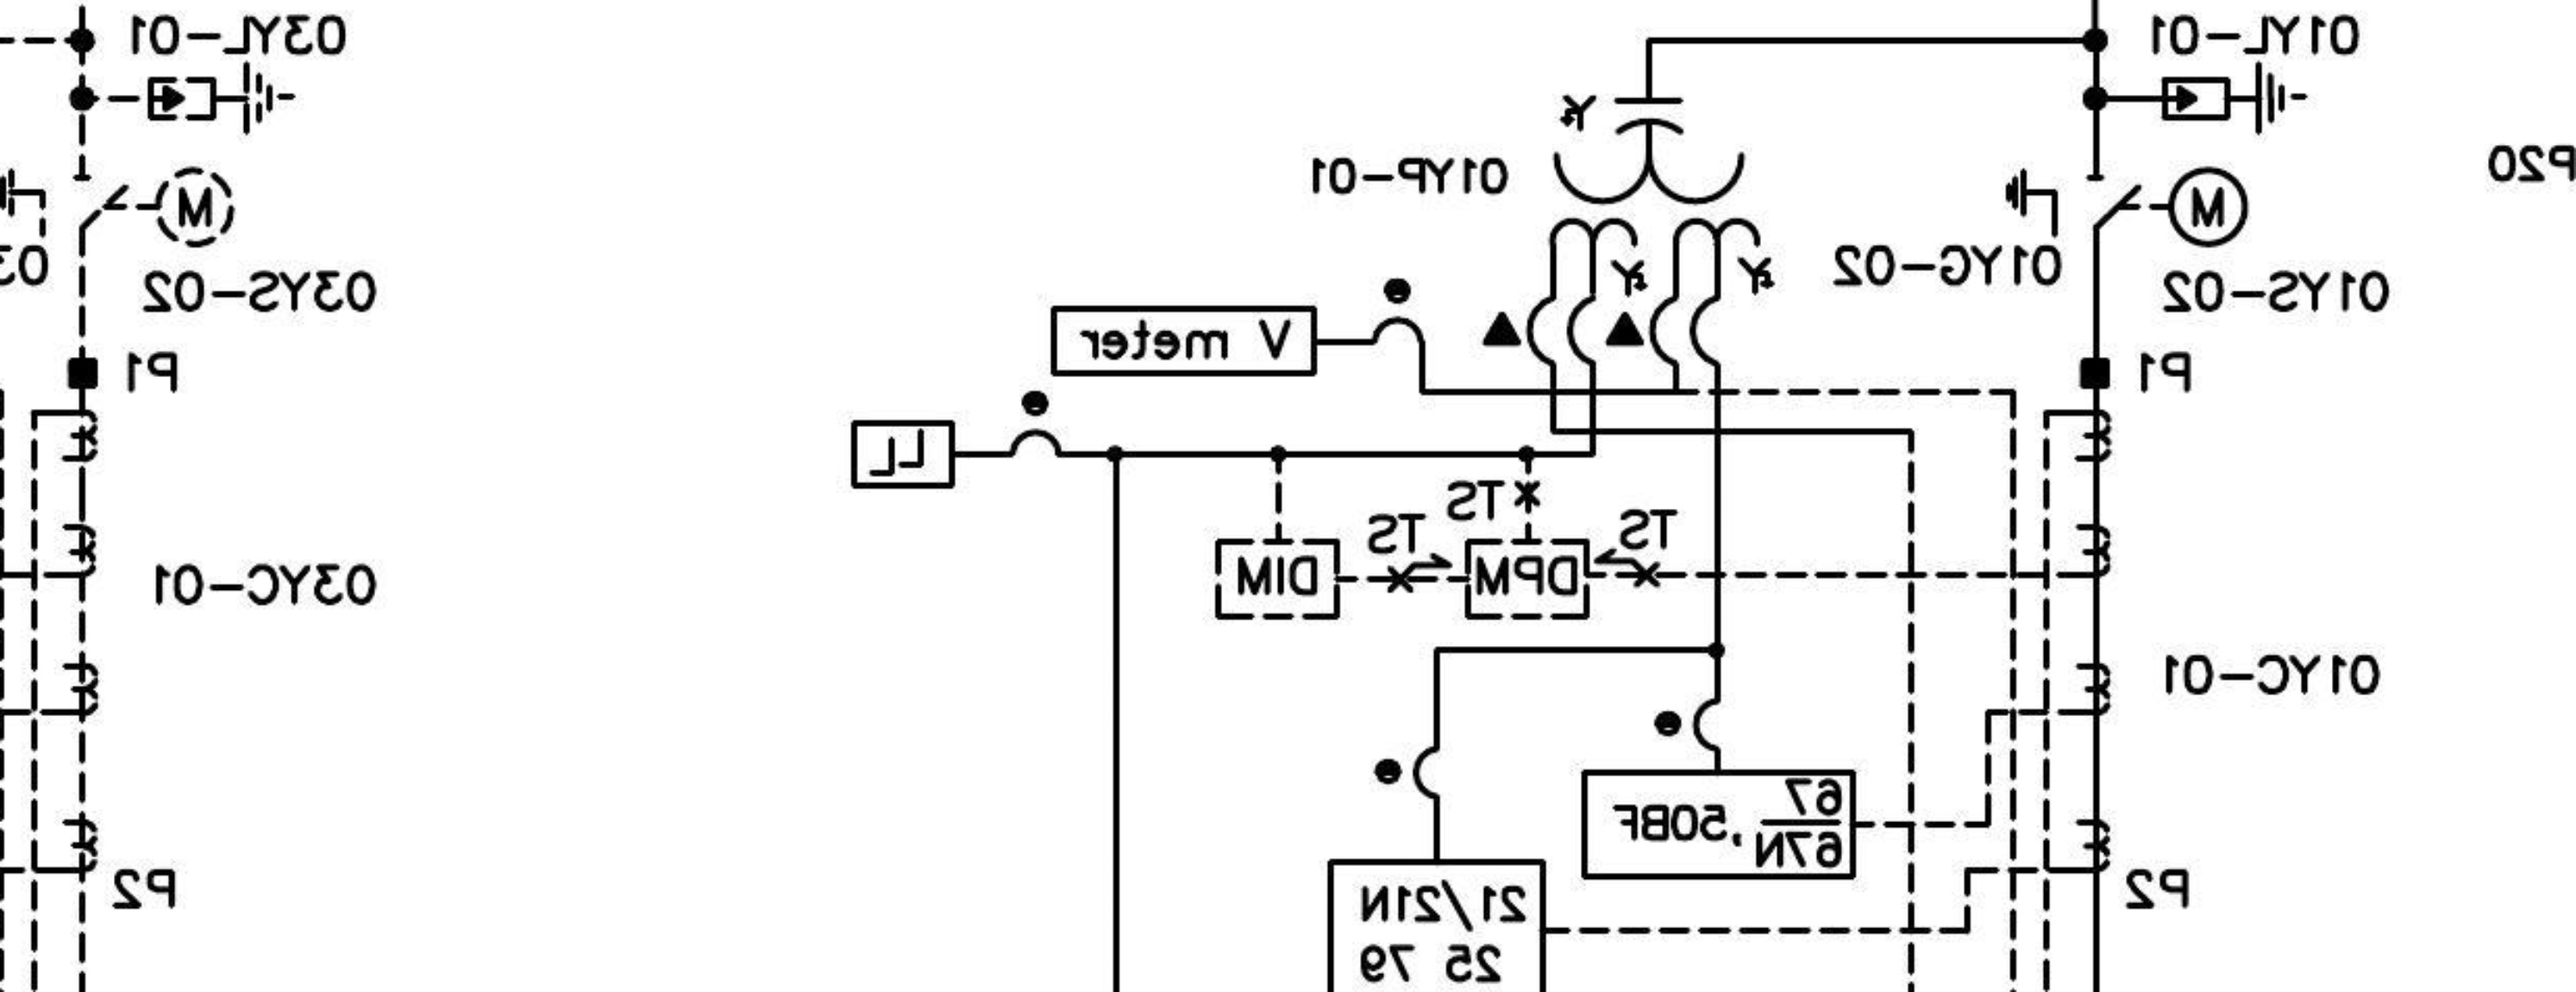 03YL-01
01YL-01
01YP-01
P20
M
M
03
03YS-02
01YG-02
01YS-02
V meter
P1
P1
LL
TS
TS
TS
DIM
DPM
03YC-01
01YC-01
67
67N ,50BF
P2
P2
21/21N
25 79